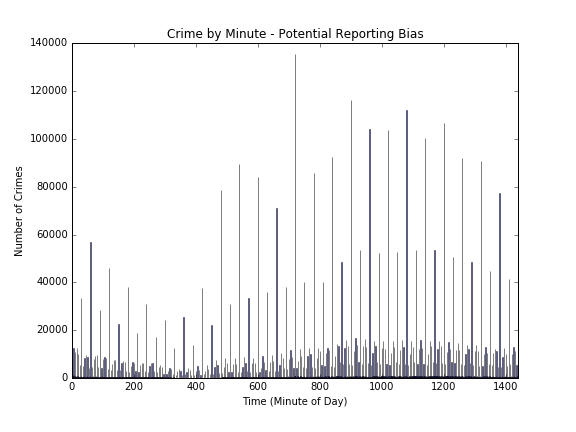 Crime by Minute - Potential Reporting Bias
140000
120000
100000
80000
60000
40000
20000
0
Number of Crimes
0 200 400 600 800 1000 1200 1400
Time (Minute of Day)